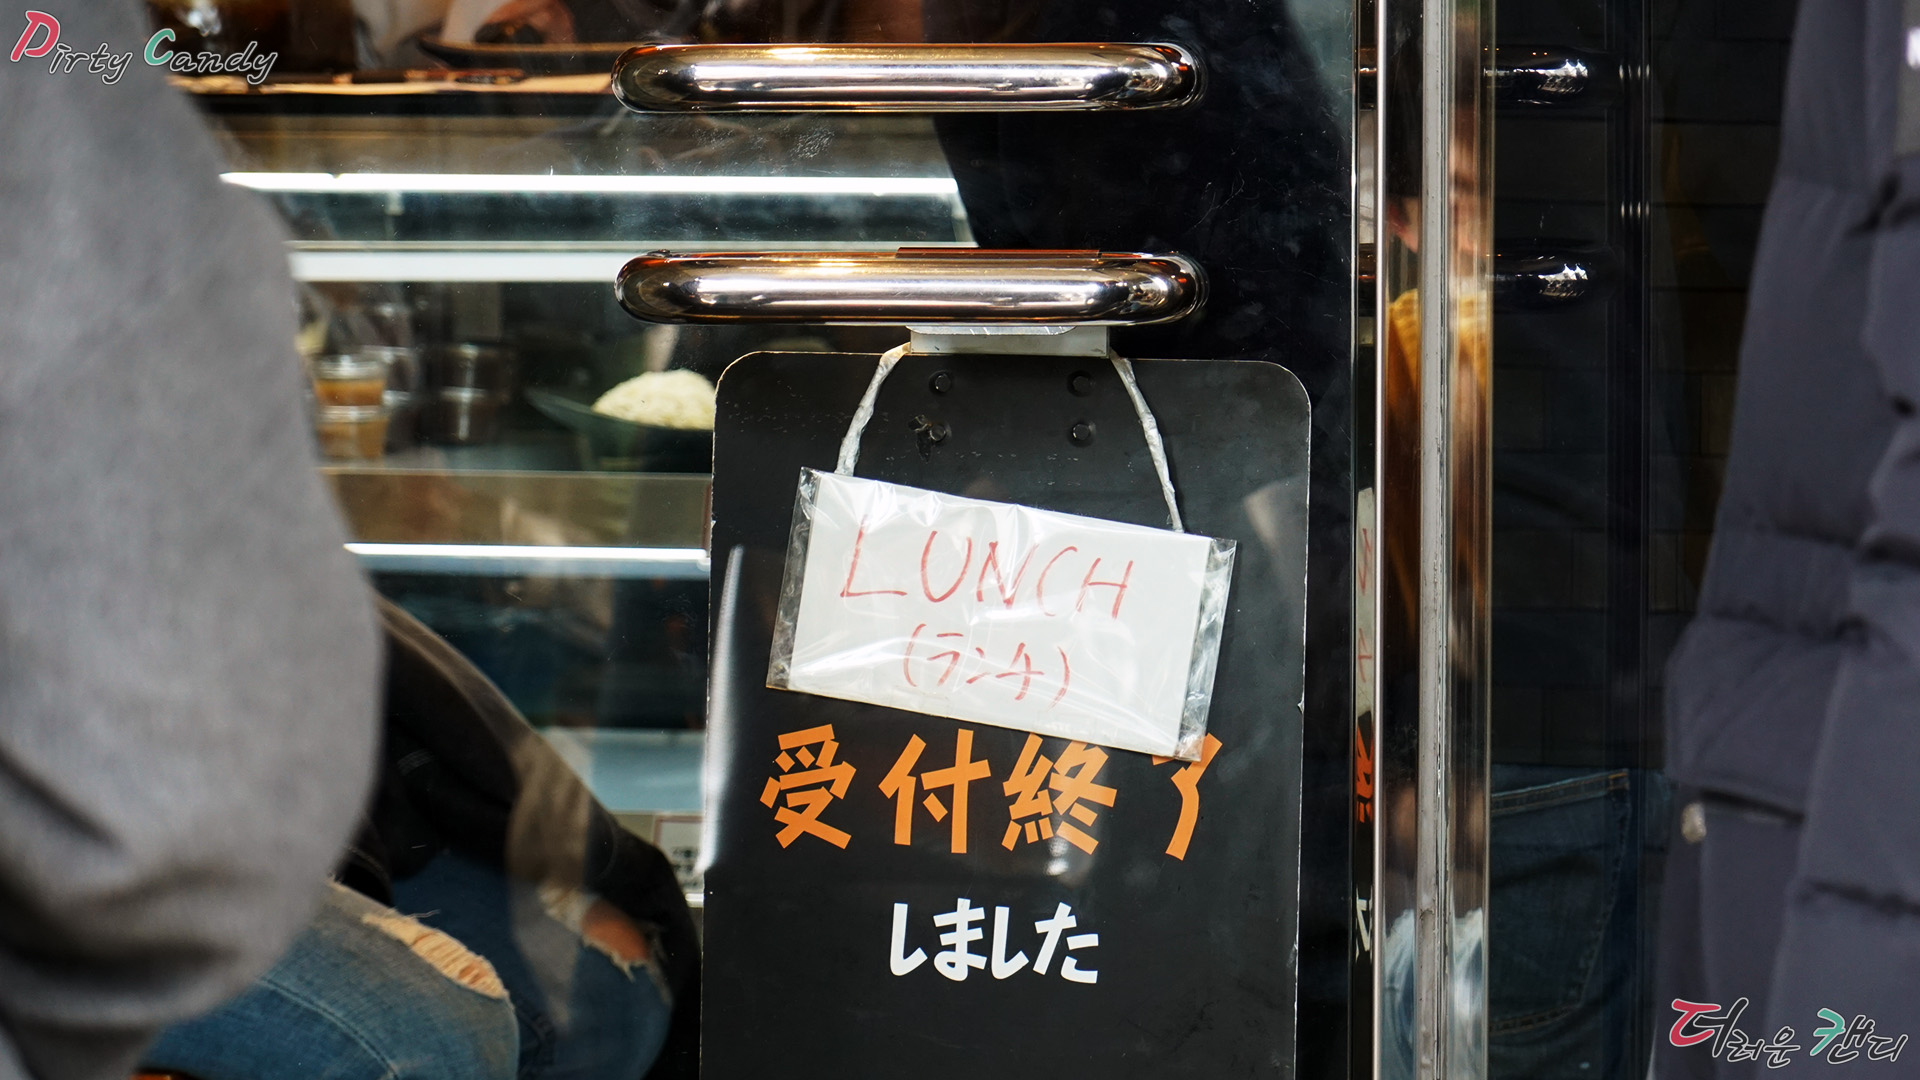 Dirty Candy
LUNCH
(ランチ)
受付終了
しました
더러운 캔디